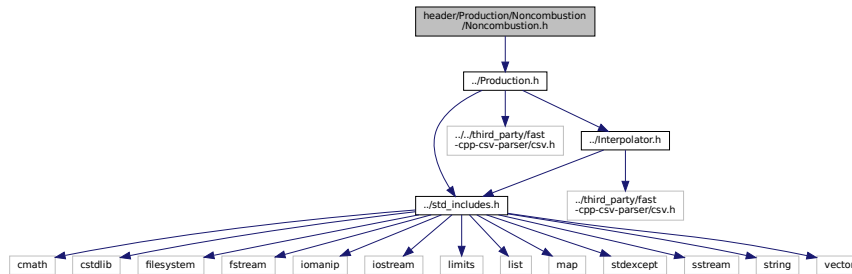 header/Production/Noncombustion
/Noncombustion.h
../Production.h
../../third_party/fast
-cpp-csv-parser/csv.h
../Interpolator.h
../std_includes.h
../third_party/fast
-cpp-csv-parser/csv.h
cmath
cstdlib
filesystem
fstream
iomanip
iostream
limits
list
map
stdexcept
sstream
string
vector